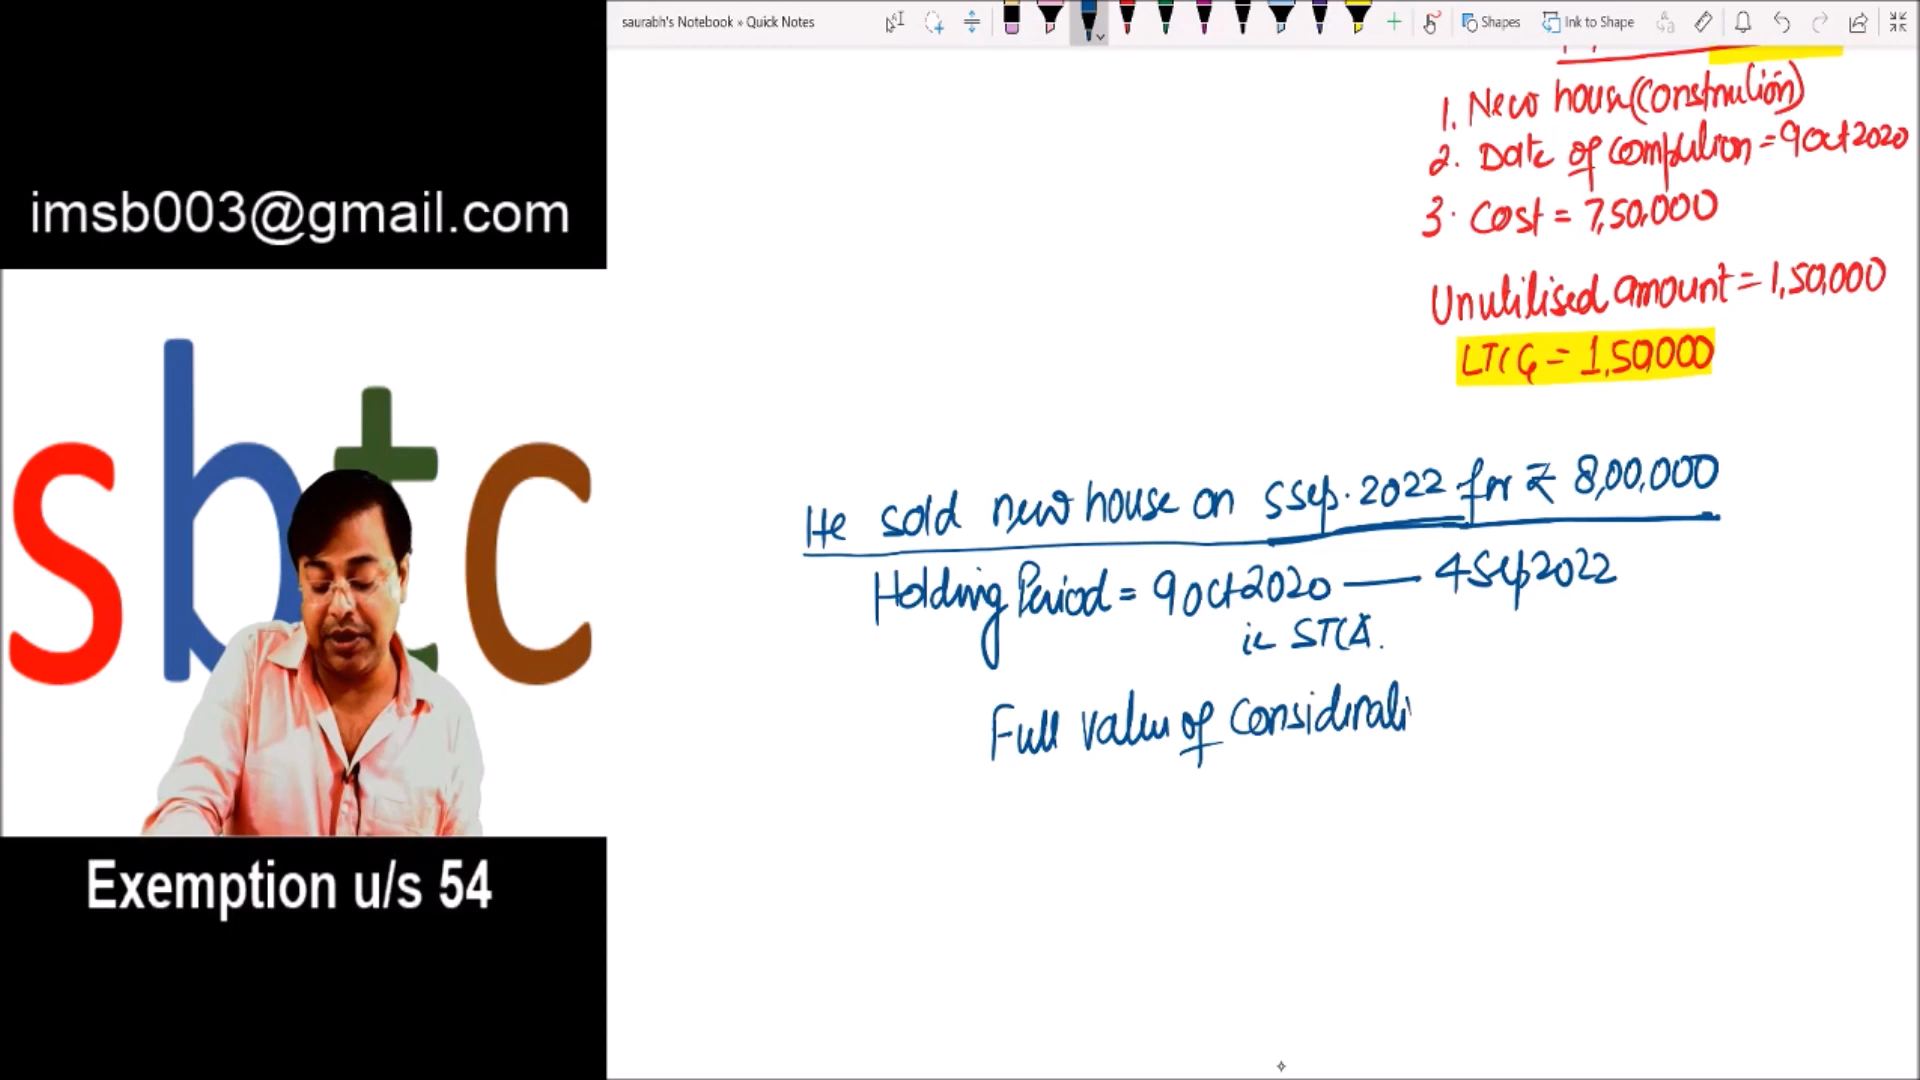 saurabh's Notebook » Quick Notes
Shapes
Ink to Shape
imsb003@gmail.com
sbtc
Exemption u/s 54
1. New house (Construction)
2. Date of completion = 9 Oct 2020
3. Cost = 7,50,000
Unutilised amount = 1,50,000
LTCG = 1,50,000
He sold new house on 5 Sep. 2022 for ₹ 8,00,000
Holding Period = 9 Oct 2020 — 4 Sep 2022
ie STCA.
Full value of Considerati